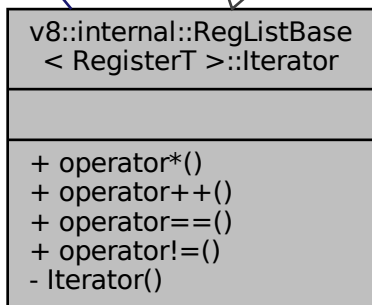 v8::internal::RegListBase
< RegisterT >::Iterator
+ operator*()
+ operator++()
+ operator==()
+ operator!=()
- Iterator()